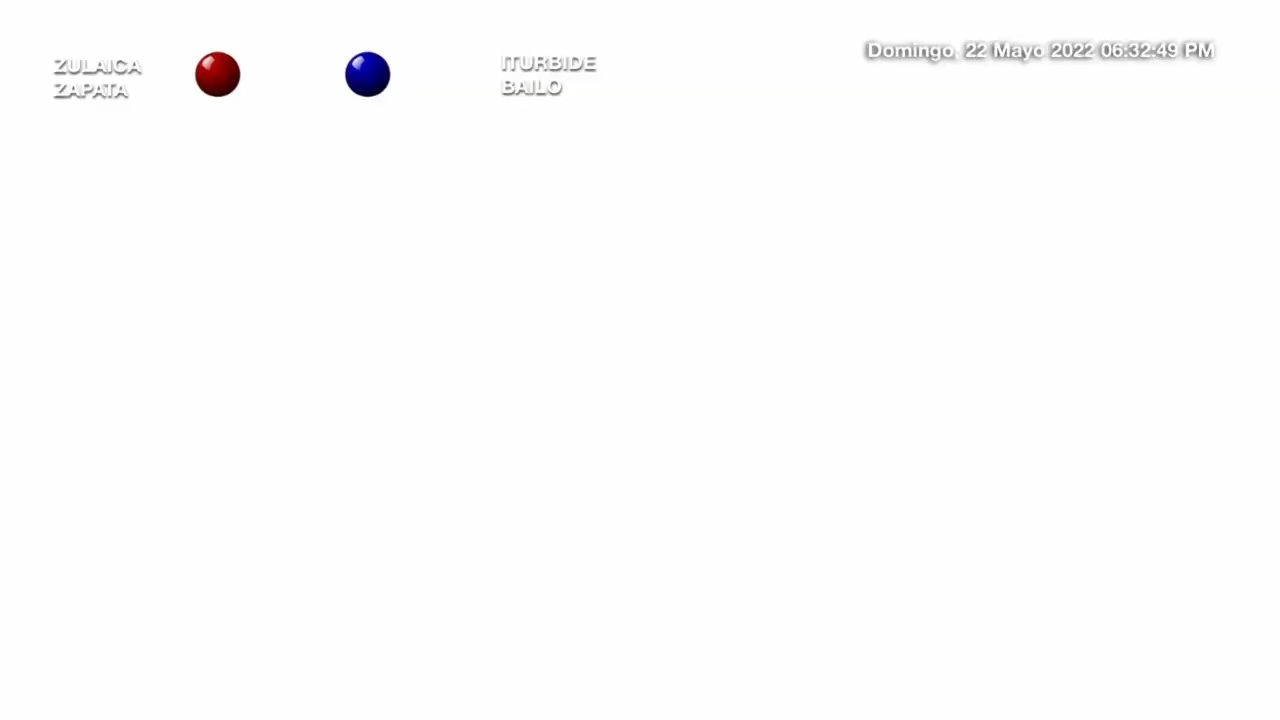 ZULAICA
ZAPATA
ITURBIDE
BAILO
Domingo, 22 Mayo 2022 06:32:49 PM